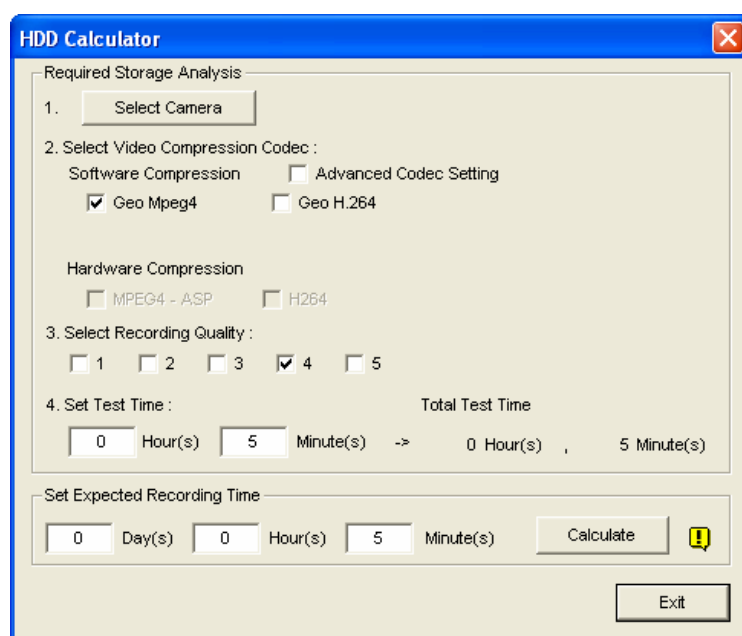 HDD Calculator
Required Storage Analysis
1. Select Camera
2. Select Video Compression Codec :
Software Compression Advanced Codec Setting
Geo Mpeg4 Geo H.264
Hardware Compression
MPEG4 - ASP H264
3. Select Recording Quality :
1 2 3 4 5
4. Set Test Time : Total Test Time
0 Hour(s) 5 Minute(s) -> 0 Hour(s) , 5 Minute(s)
Set Expected Recording Time
0 Day(s) 0 Hour(s) 5 Minute(s) Calculate !
Exit